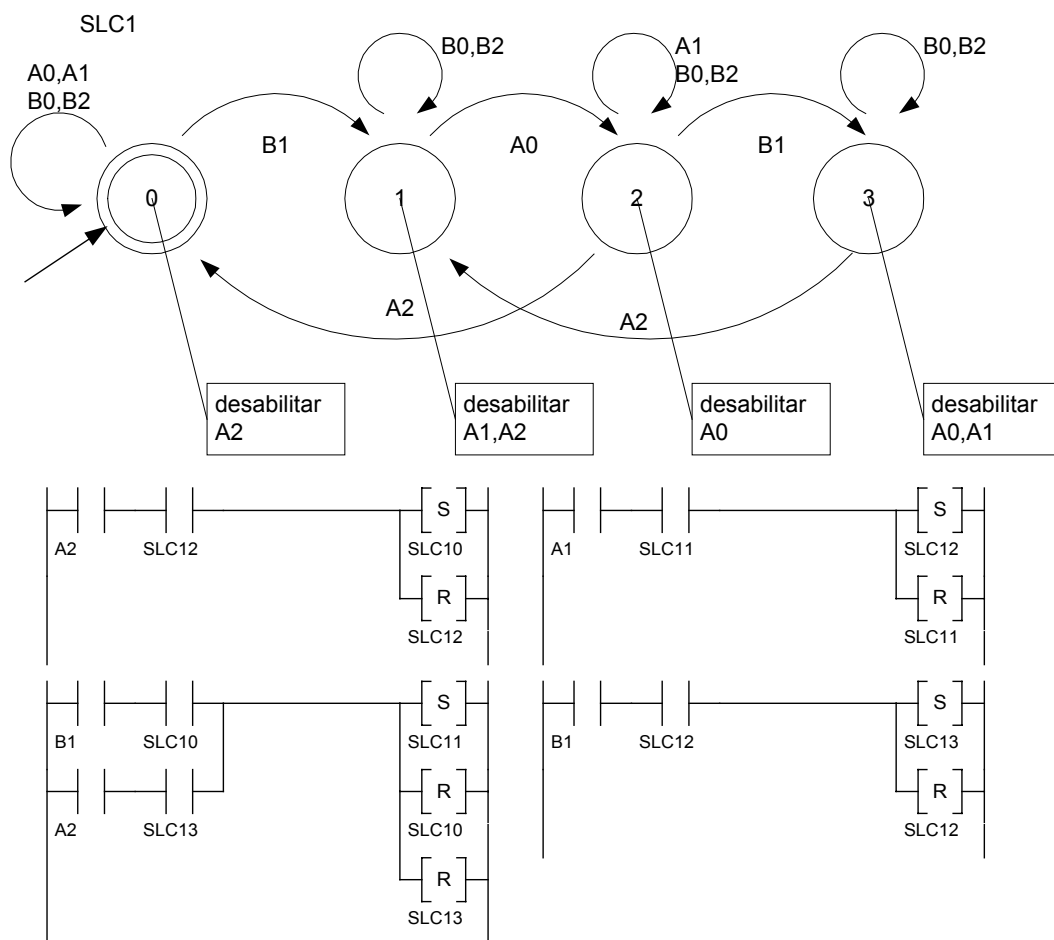 SLC1
A0,A1
B0,B2
B0,B2
A1
B0,B2
B0,B2
B1
A0
B1
0
1
2
3
A2
A2
desabilitar
A2
desabilitar
A1,A2
desabilitar
A0
desabilitar
A0,A1
A2
SLC12
S
SLC10
R
SLC12
A1
SLC11
S
SLC12
R
SLC11
B1
SLC10
S
SLC11
A2
SLC13
R
SLC10
R
SLC13
B1
SLC12
S
SLC13
R
SLC12